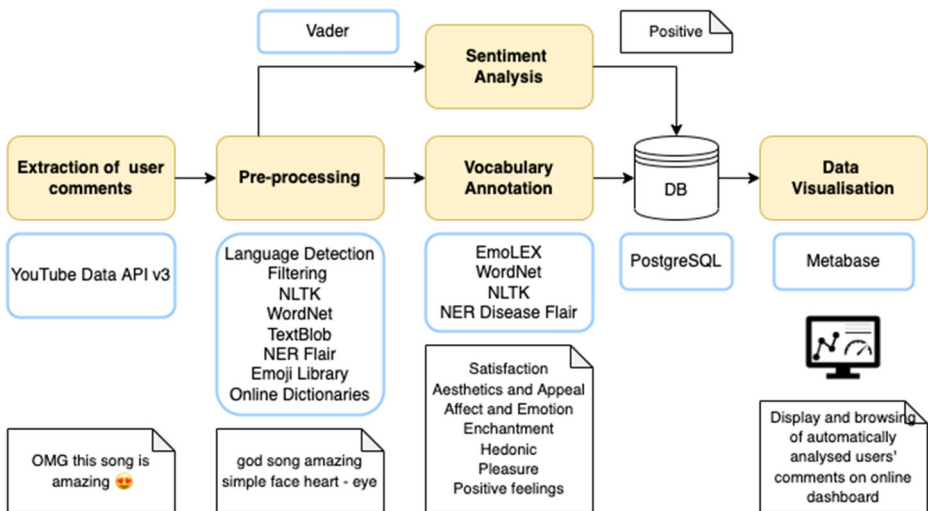 Vader
Sentiment
Analysis
Positive
Extraction of user
comments
Pre-processing
Vocabulary
Annotation
DB
Data
Visualisation
YouTube Data API v3
Language Detection
Filtering
NLTK
WordNet
TextBlob
NER Flair
Emoji Library
Online Dictionaries
EmoLEX
WordNet
NLTK
NER Disease Flair
PostgreSQL
Metabase
OMG this song is
amazing 😍
god song amazing
simple face heart - eye
Satisfaction
Aesthetics and Appeal
Affect and Emotion
Enchantment
Hedonic
Pleasure
Positive feelings
Display and browsing
of automatically
analysed users'
comments on online
dashboard